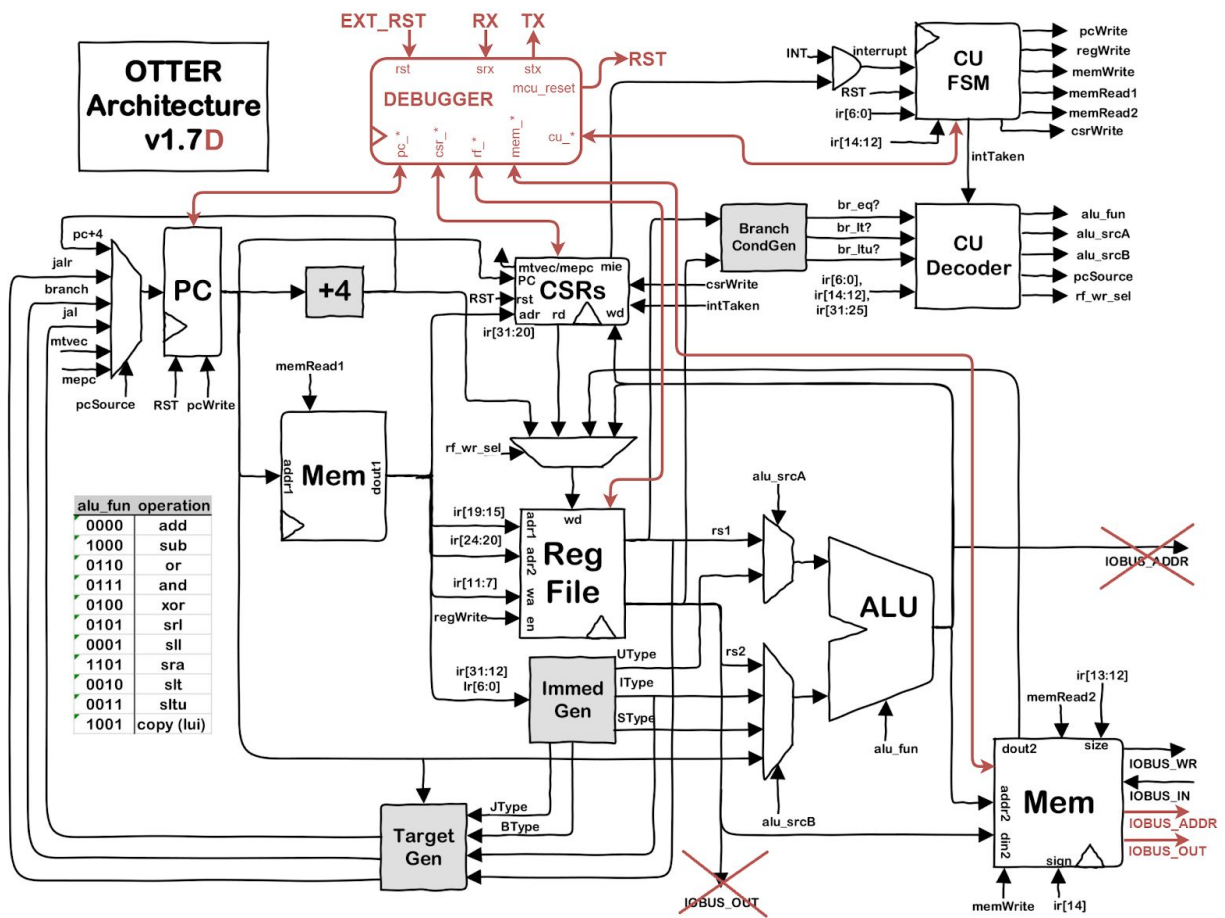 OTTER
Architecture
v1.7D
EXT_RST
RX
TX
RST
rst
srx
stx
mcu_reset
DEBUGGER
pc_*
csr_*
rf_*
mem_*
cu_*
INT
interrupt
RST
ir[6:0]
ir[14:12]
CU
FSM
pcWrite
regWrite
memWrite
memRead1
memRead2
csrWrite
intTaken
pc+4
jalr
branch
jal
mtvec
mepc
pcSource
PC
RST
pcWrite
+4
mtvec/mepc
mie
PC
CSRs
RST
rst
adr
rd
wd
ir[31:20]
csrWrite
intTaken
Branch
CondGen
br_eq?
br_lt?
br_ltu?
ir[6:0],
ir[14:12],
ir[31:25]
CU
Decoder
alu_fun
alu_srcA
alu_srcB
pcSource
rf_wr_sel
memRead1
addr1
Mem
dout1
rf_wr_sel
alu_fun operation
0000 add
1000 sub
0110 or
0111 and
0100 xor
0101 srl
0001 sll
1101 sra
0010 slt
0011 sltu
1001 copy (lui)
ir[19:15]
ir[24:20]
ir[11:7]
regWrite
wd
adr1
adr2
wa
en
Reg
File
rs1
alu_srcA
ALU
alu_fun
IOBUS_ADDR
ir[31:12]
Ir[6:0]
Immed
Gen
UType
IType
SType
rs2
alu_srcB
JType
BType
Target
Gen
IOBUS_OUT
memRead2
ir[13:12]
dout2
size
addr2
din2
Mem
sign
memWrite
ir[14]
IOBUS_WR
IOBUS_IN
IOBUS_ADDR
IOBUS_OUT